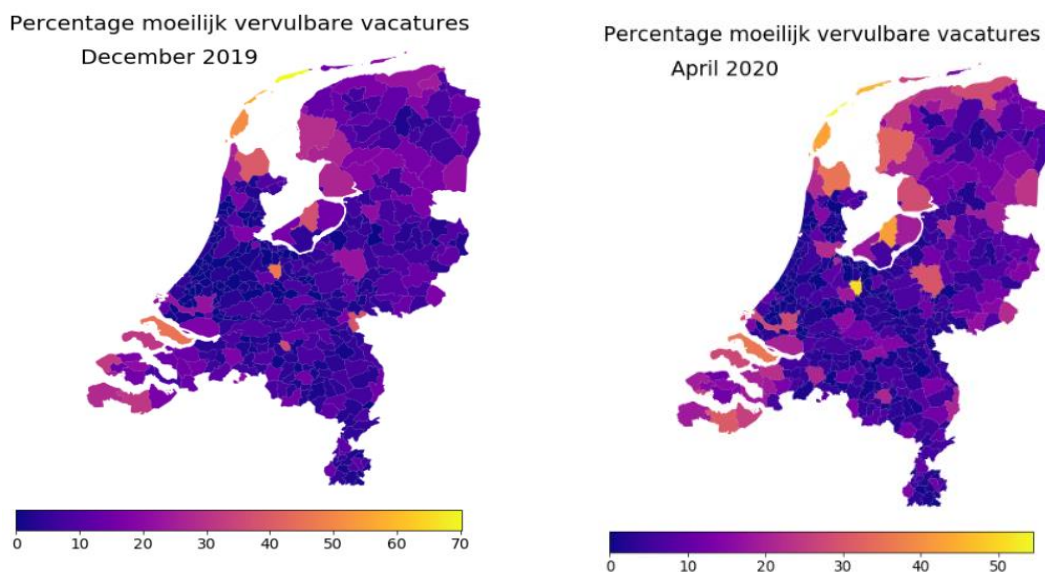 Percentage moeilijk vervulbare vacatures
December 2019
0 10 20 30 40 50 60 70
Percentage moeilijk vervulbare vacatures
April 2020
0 10 20 30 40 50